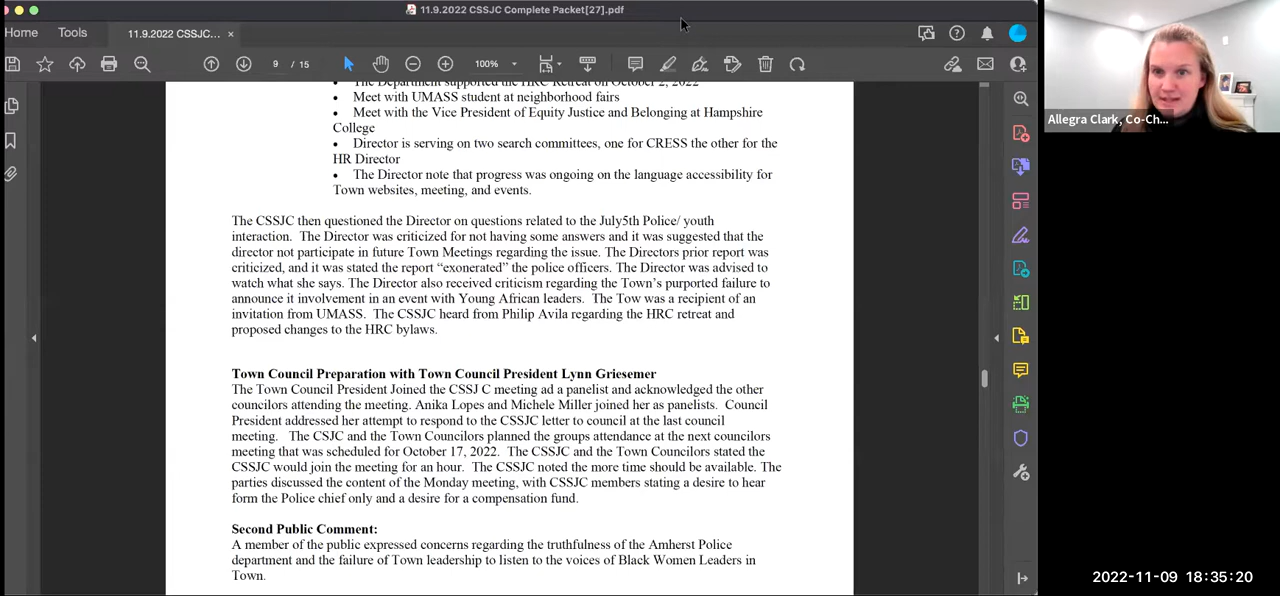 11.9.2022 CSSJC Complete Packet[27].pdf
Home
Tools
11.9.2022 CSSJC...
×
9 / 15
100%
The Department supported the HRC Retreat on October 2, 2022
• Meet with UMASS student at neighborhood fairs
• Meet with the Vice President of Equity Justice and Belonging at Hampshire
College
• Director is serving on two search committees, one for CRESS the other for the
HR Director
• The Director note that progress was ongoing on the language accessibility for
Town websites, meeting, and events.
The CSSJC then questioned the Director on questions related to the July5th Police/ youth
interaction. The Director was criticized for not having some answers and it was suggested that the
director not participate in future Town Meetings regarding the issue. The Directors prior report was
criticized, and it was stated the report “exonerated” the police officers. The Director was advised to
watch what she says. The Director also received criticism regarding the Town’s purported failure to
announce it involvement in an event with Young African leaders. The Tow was a recipient of an
invitation from UMASS. The CSSJC heard from Philip Avila regarding the HRC retreat and
proposed changes to the HRC bylaws.
Town Council Preparation with Town Council President Lynn Griesemer
The Town Council President Joined the CSSJ C meeting ad a panelist and acknowledged the other
councilors attending the meeting. Anika Lopes and Michele Miller joined her as panelists. Council
President addressed her attempt to respond to the CSSJC letter to council at the last council
meeting. The CSJC and the Town Councilors planned the groups attendance at the next councilors
meeting that was scheduled for October 17, 2022. The CSSJC and the Town Councilors stated the
CSSJC would join the meeting for an hour. The CSSJC noted the more time should be available. The
parties discussed the content of the Monday meeting, with CSSJC members stating a desire to hear
form the Police chief only and a desire for a compensation fund.
Second Public Comment:
A member of the public expressed concerns regarding the truthfulness of the Amherst Police
department and the failure of Town leadership to listen to the voices of Black Women Leaders in
Town.
Allegra Clark, Co-Ch...
2022-11-09 18:35:20